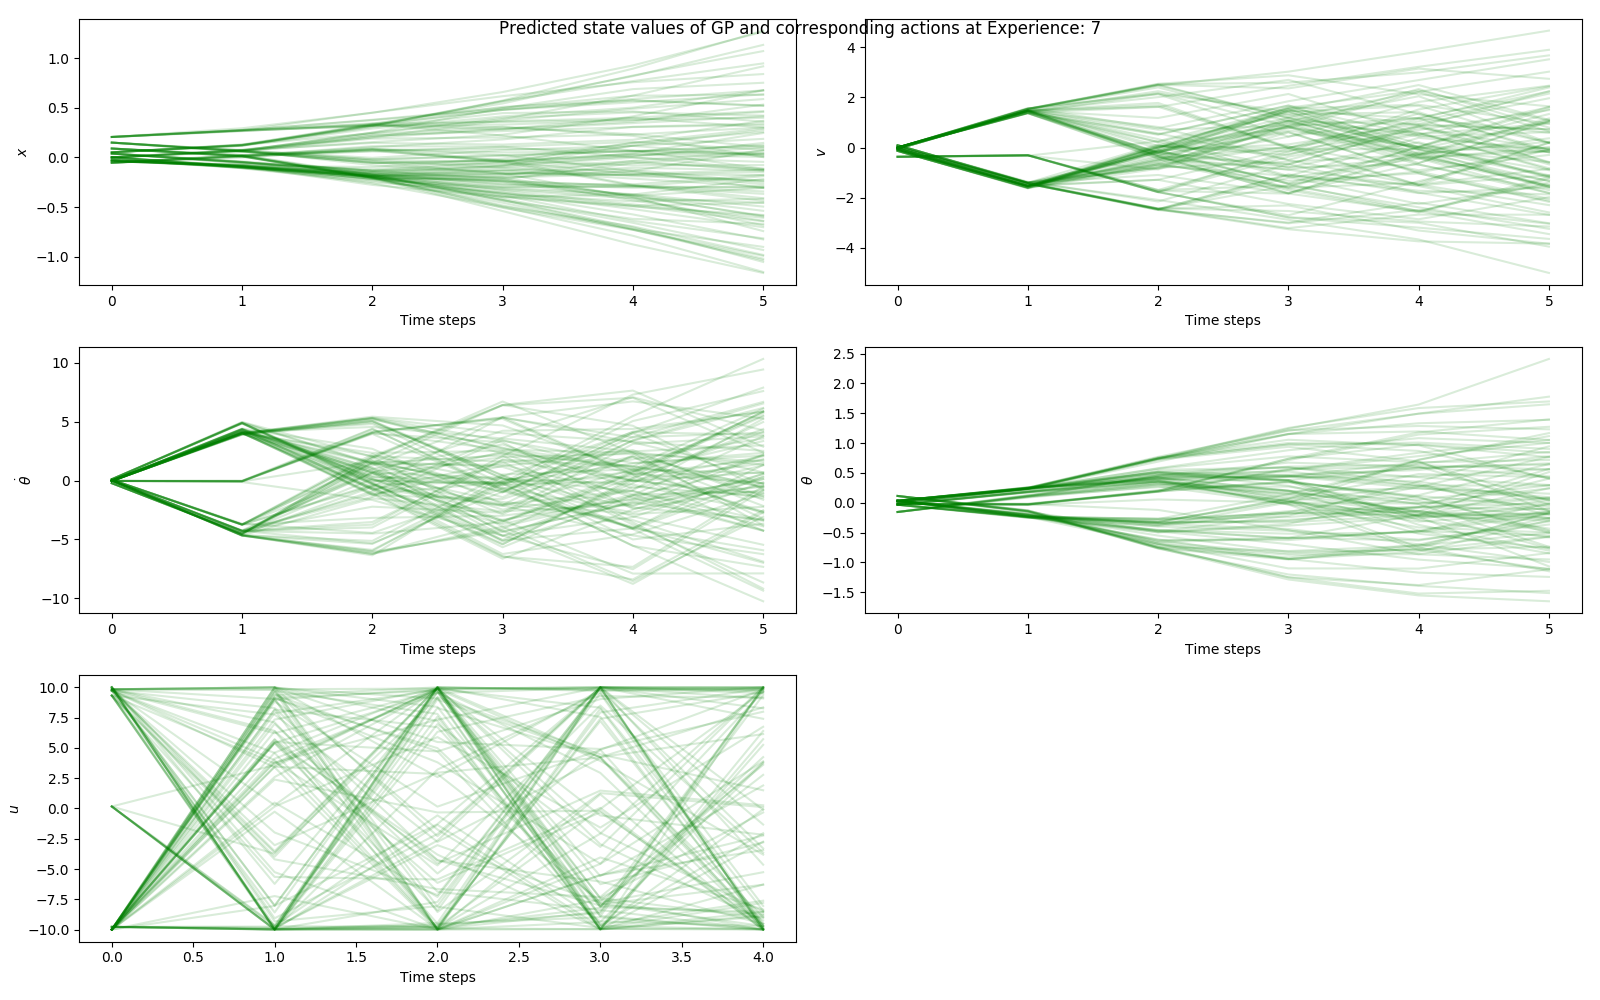 Predicted state values of GP and corresponding actions at Experience: 7
1.0
0.5
0.0
−0.5
−1.0
x
0 1 2 3 4 5
Time steps
4
2
0
−2
−4
v
0 1 2 3 4 5
Time steps
10
5
0
−5
−10
θ̇
0 1 2 3 4 5
Time steps
2.5
2.0
1.5
1.0
0.5
0.0
−0.5
−1.0
−1.5
θ
0 1 2 3 4 5
Time steps
10.0
7.5
5.0
2.5
0.0
−2.5
−5.0
−7.5
−10.0
u
0.0 0.5 1.0 1.5 2.0 2.5 3.0 3.5 4.0
Time steps